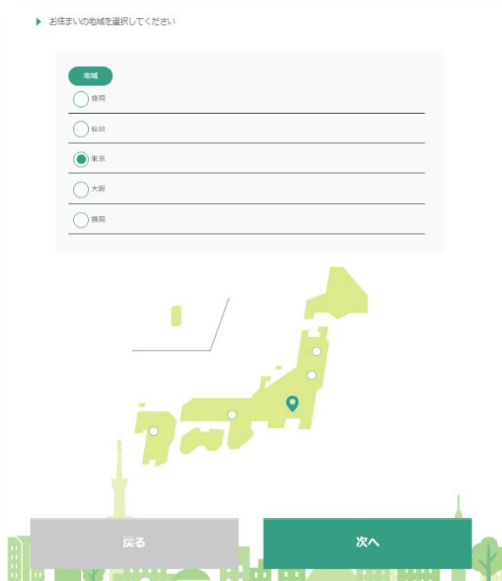 お住まいの地域を選択してください
地域
盛岡
仙台
東京
大阪
福岡
戻る
次へ